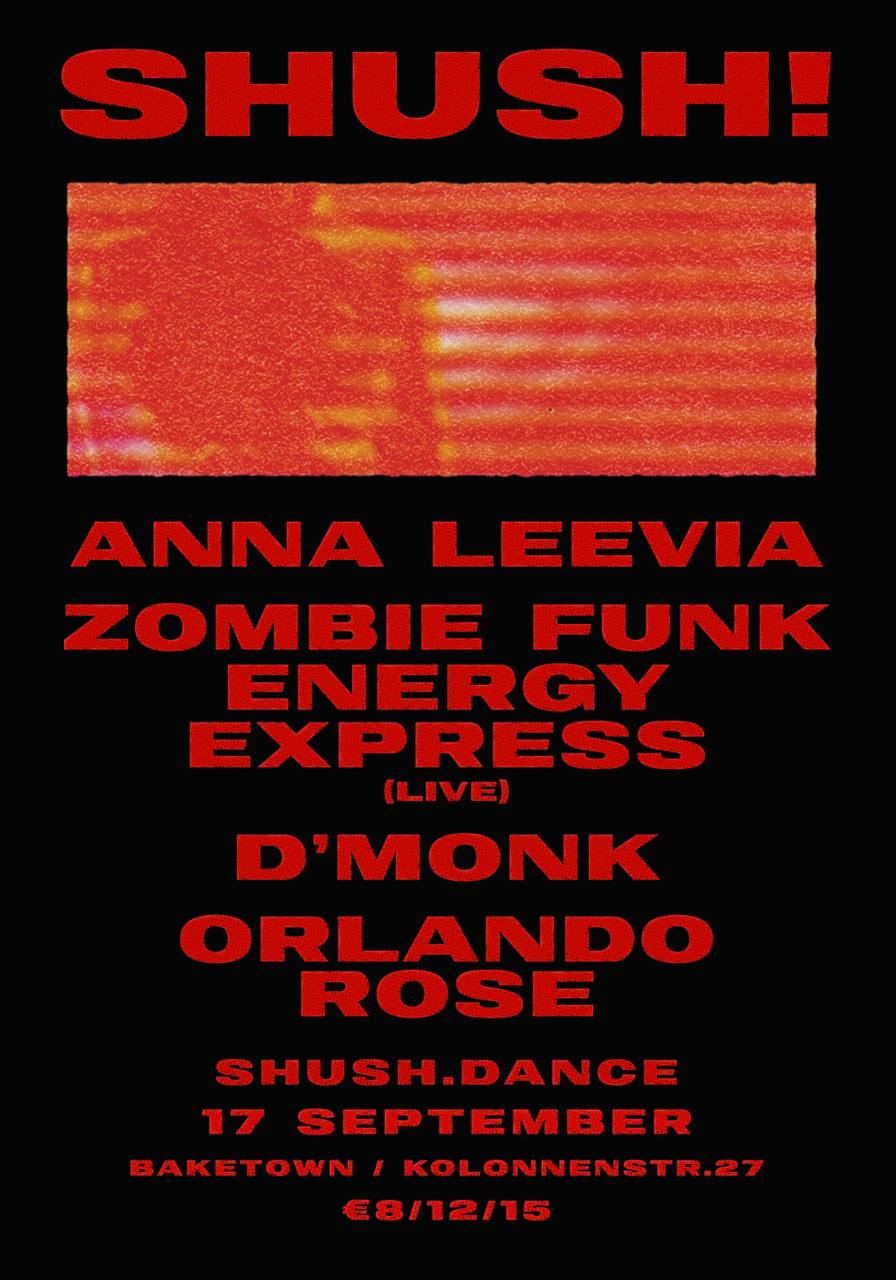 SHUSH!
ANNA LEEVIA
ZOMBIE FUNK
ENERGY
EXPRESS
(LIVE)
D’MONK
ORLANDO
ROSE
SHUSH.DANCE
17 SEPTEMBER
BAKETOWN / KOLONNENSTR.27
€8/12/15